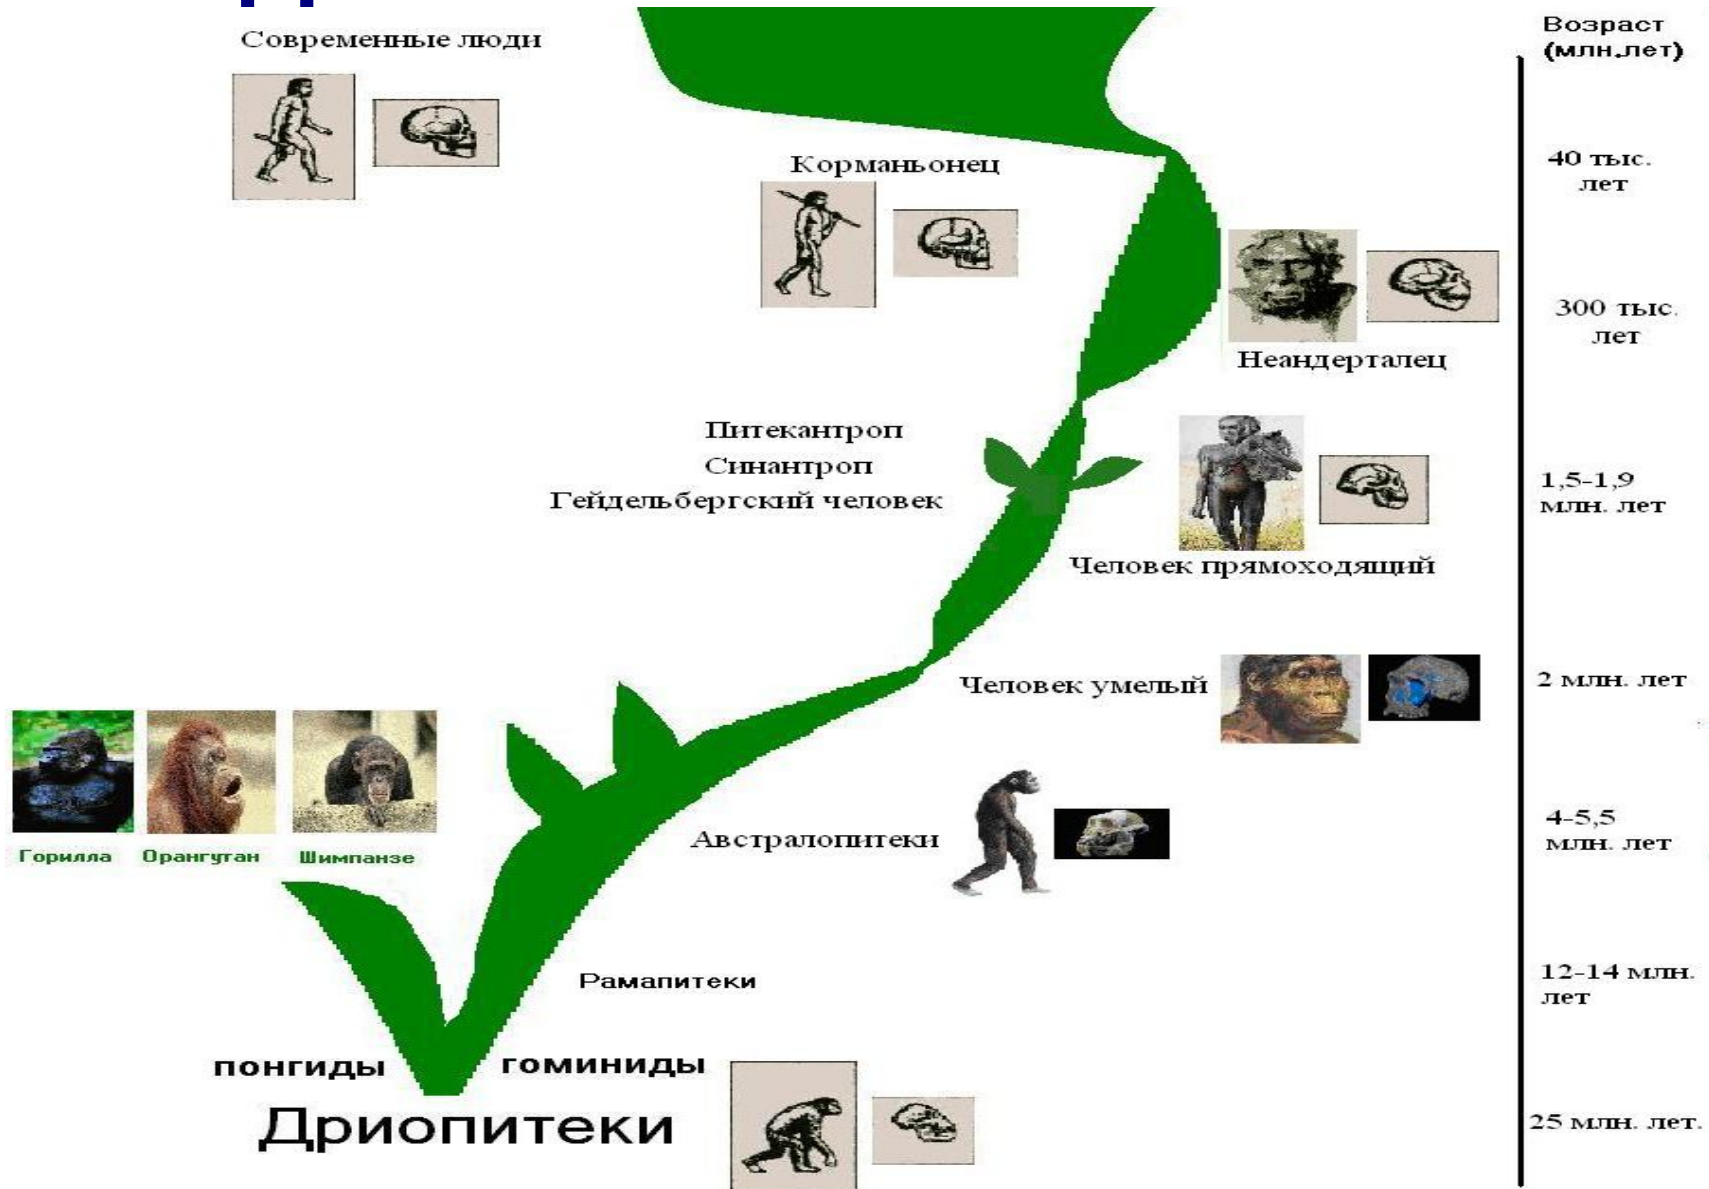 Современные люди
Возраст
(млн.лет)
Корманьонец
40 тыс.
лет
300 тыс.
лет
Неандерталец
Питекантроп
Синантроп
Гейдельбергский человек
1,5-1,9
млн. лет
Человек прямоходящий
Человек умелый
2 млн. лет
Горилла
Орангутан
Шимпанзе
Австралопитеки
4-5,5
млн. лет
Рамапитеки
12-14 млн.
лет
понгиды
гоминиды
Дриопитеки
25 млн. лет.